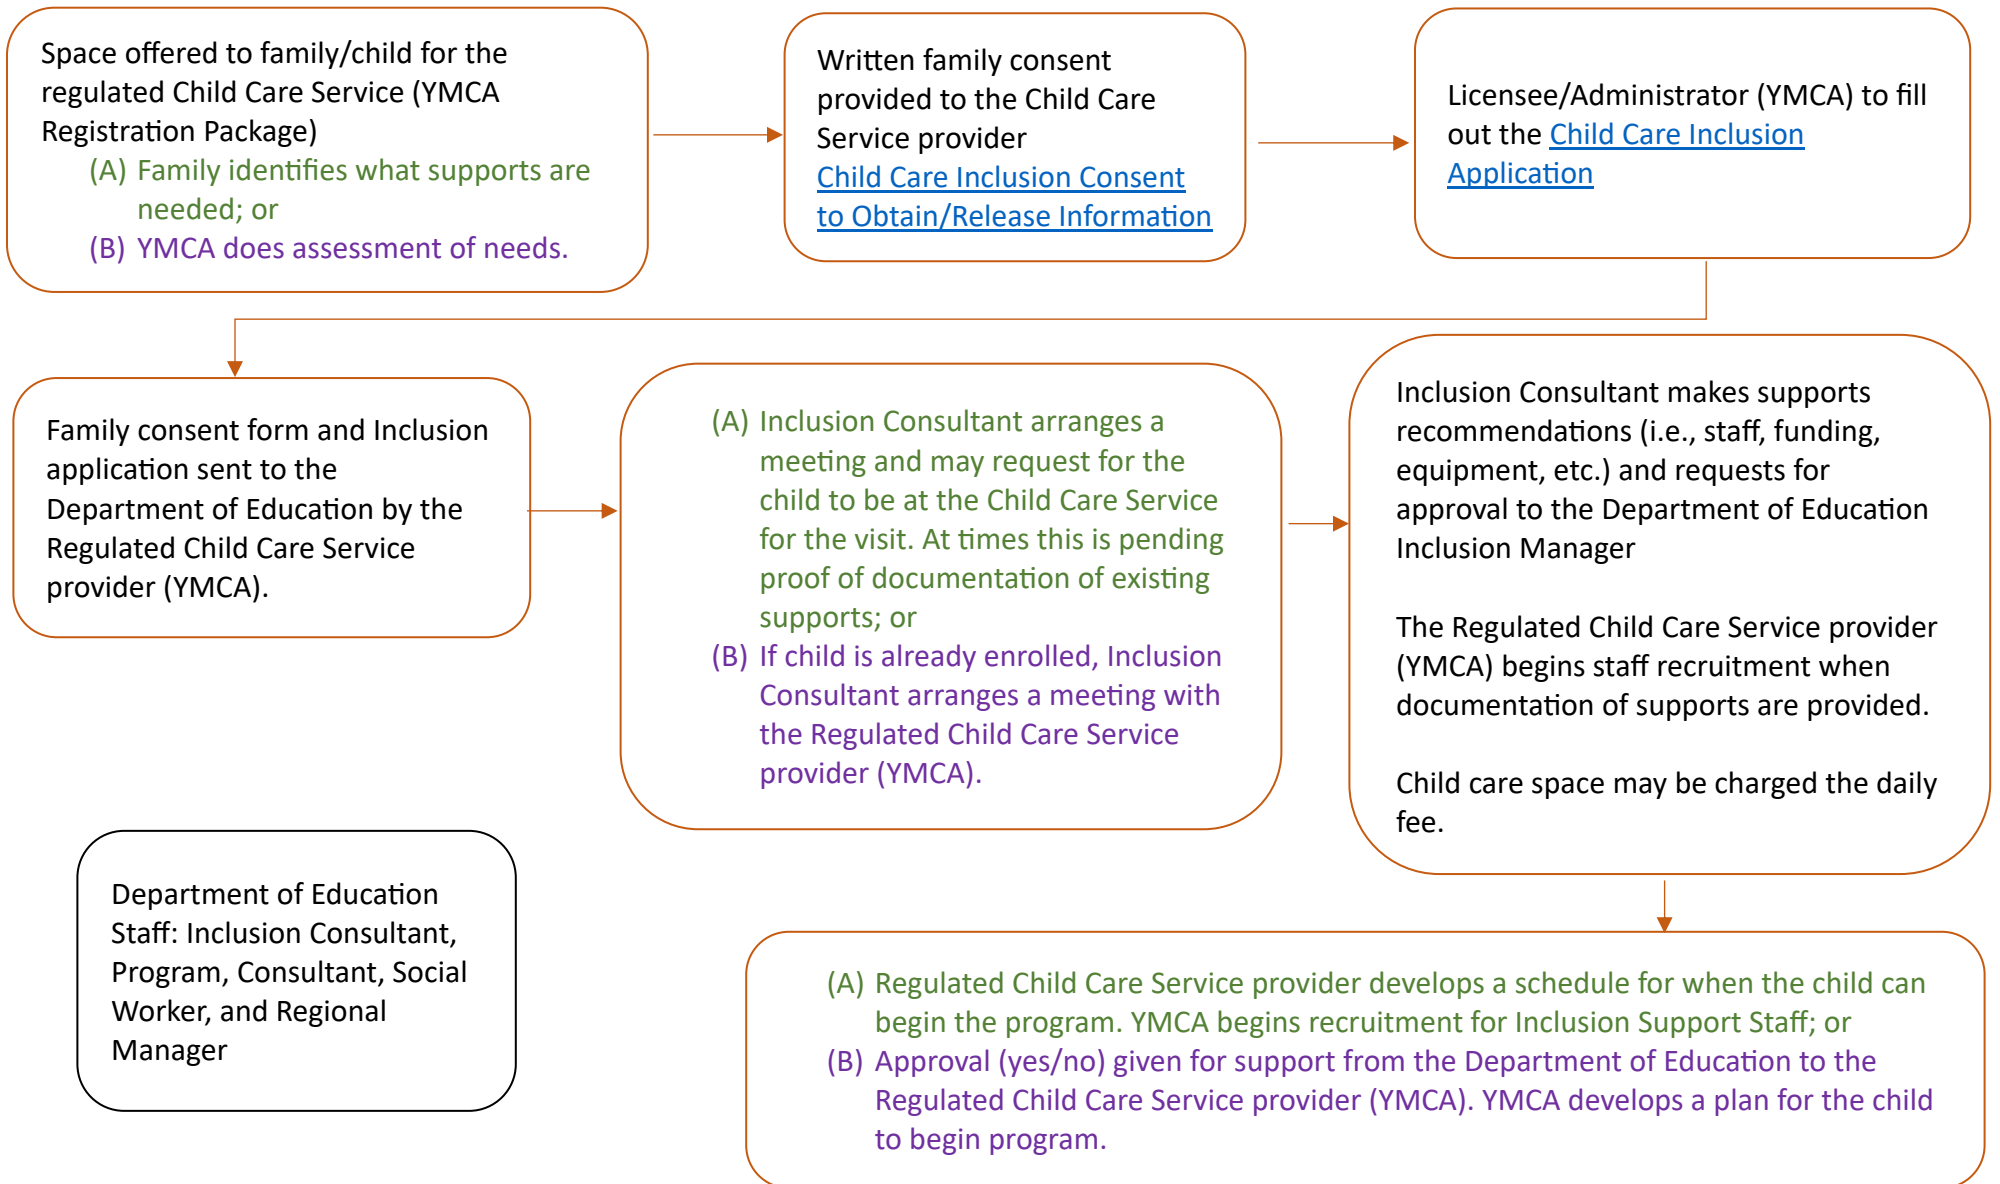 Space offered to family/child for the
regulated Child Care Service (YMCA
Registration Package)
(A) Family identifies what supports are
needed; or
(B) YMCA does assessment of needs.
Written family consent
provided to the Child Care
Service provider
Child Care Inclusion Consent
to Obtain/Release Information
Licensee/Administrator (YMCA) to fill
out the Child Care Inclusion
Application
Family consent form and Inclusion
application sent to the
Department of Education by the
Regulated Child Care Service
provider (YMCA).
(A) Inclusion Consultant arranges a
meeting and may request for the
child to be at the Child Care Service
for the visit. At times this is pending
proof of documentation of existing
supports; or
(B) If child is already enrolled, Inclusion
Consultant arranges a meeting with
the Regulated Child Care Service
provider (YMCA).
Inclusion Consultant makes supports
recommendations (i.e., staff, funding,
equipment, etc.) and requests for
approval to the Department of Education
Inclusion Manager
The Regulated Child Care Service provider
(YMCA) begins staff recruitment when
documentation of supports are provided.
Child care space may be charged the daily
fee.
Department of Education
Staff: Inclusion Consultant,
Program, Consultant, Social
Worker, and Regional
Manager
(A) Regulated Child Care Service provider develops a schedule for when the child can
begin the program. YMCA begins recruitment for Inclusion Support Staff; or
(B) Approval (yes/no) given for support from the Department of Education to the
Regulated Child Care Service provider (YMCA). YMCA develops a plan for the child
to begin program.